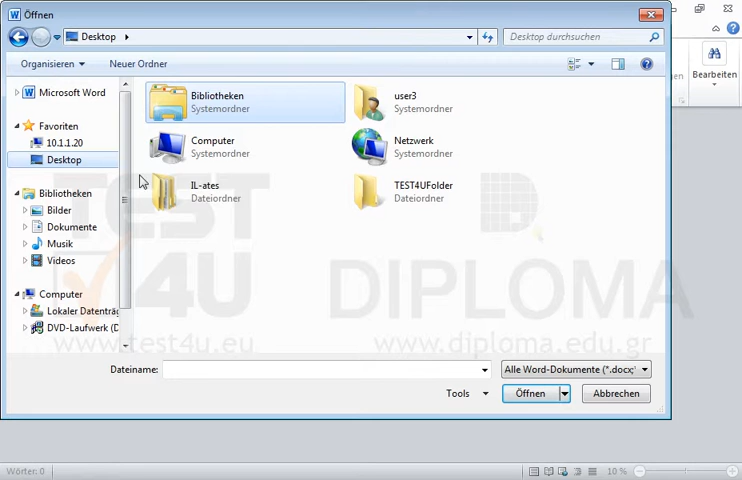 Öffnen
Desktop
Desktop durchsuchen
Organisieren Neuer Ordner
Bearbeiten
Microsoft Word
Favoriten
10.1.1.20
Desktop
Bibliotheken
Bilder
Dokumente
Musik
Videos
Computer
Lokaler Datenträg
DVD-Laufwerk (D
Bibliotheken
Systemordner
user3
Systemordner
Computer
Systemordner
Netzwerk
Systemordner
IL-ates
Dateiordner
TEST4UFolder
Dateiordner
TEST
4U DIPLOMA
www.test4u.eu www.diploma.edu.gr
Dateiname:
Alle Word-Dokumente (*.docx;*
Tools Öffnen Abbrechen
Wörter: 0 10 %